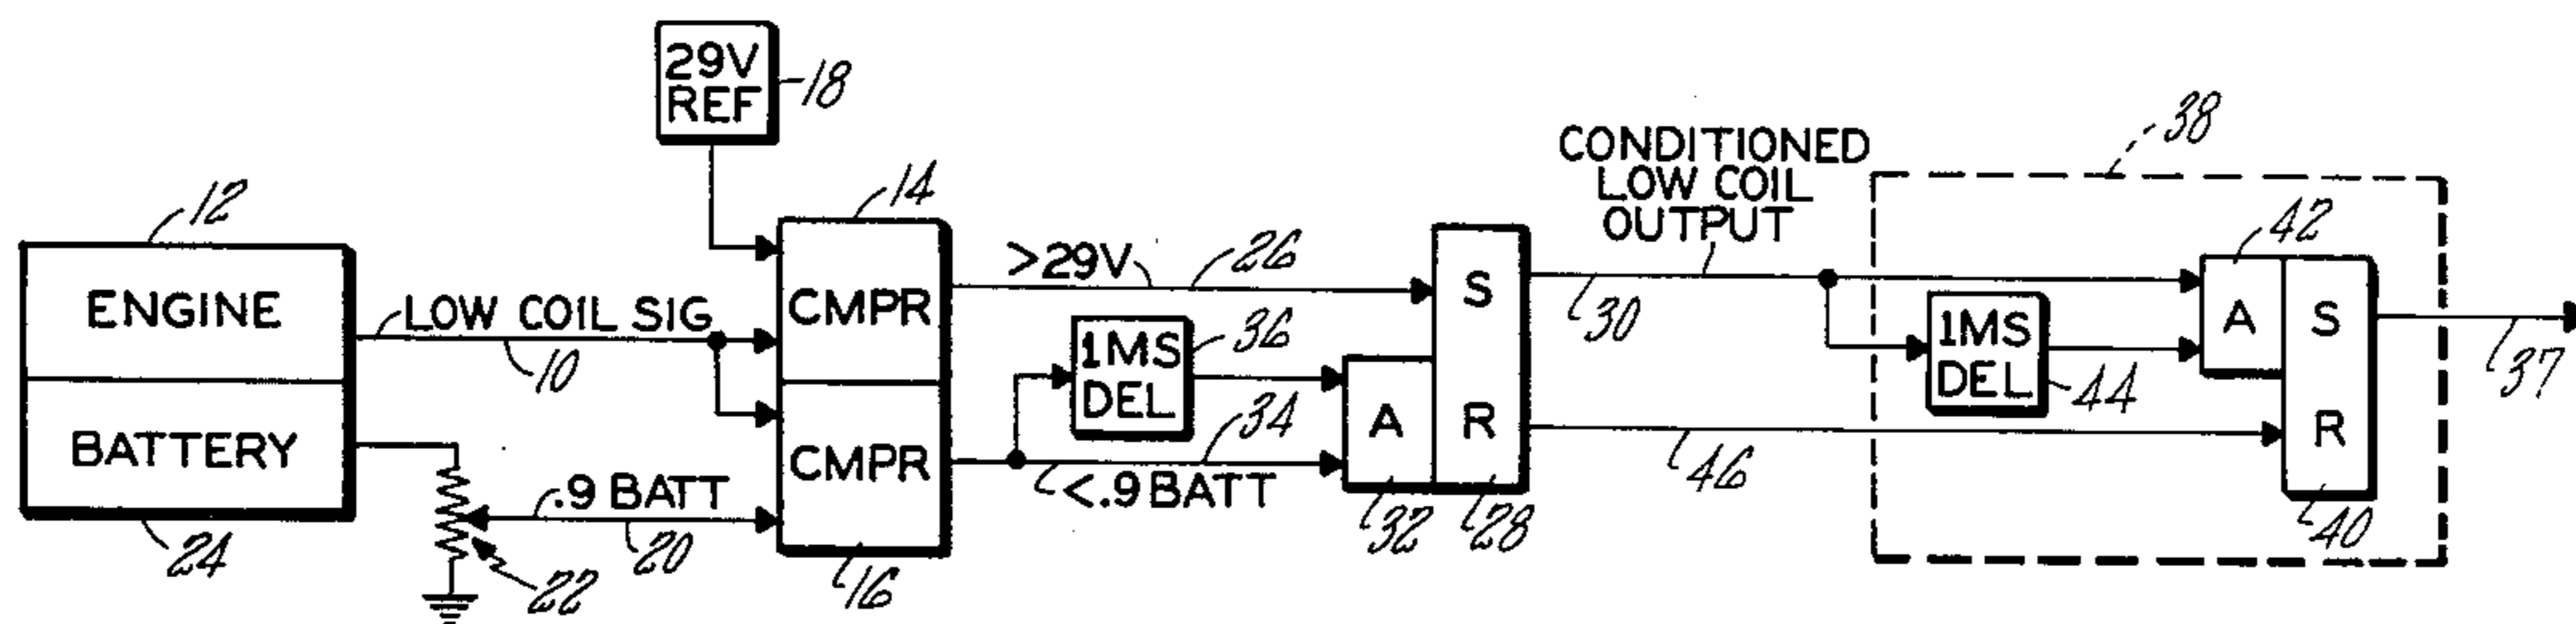 29V
REF
18
12
ENGINE
BATTERY
24
LOW COIL SIG
10
.9 BATT
20
22
14
CMPR
CMPR
16
>29V
26
1MS
DEL
36
34
<.9 BATT
A
32
S
R
28
CONDITIONED
LOW COIL
OUTPUT
30
46
38
1MS
DEL
44
42
A
S
R
40
37